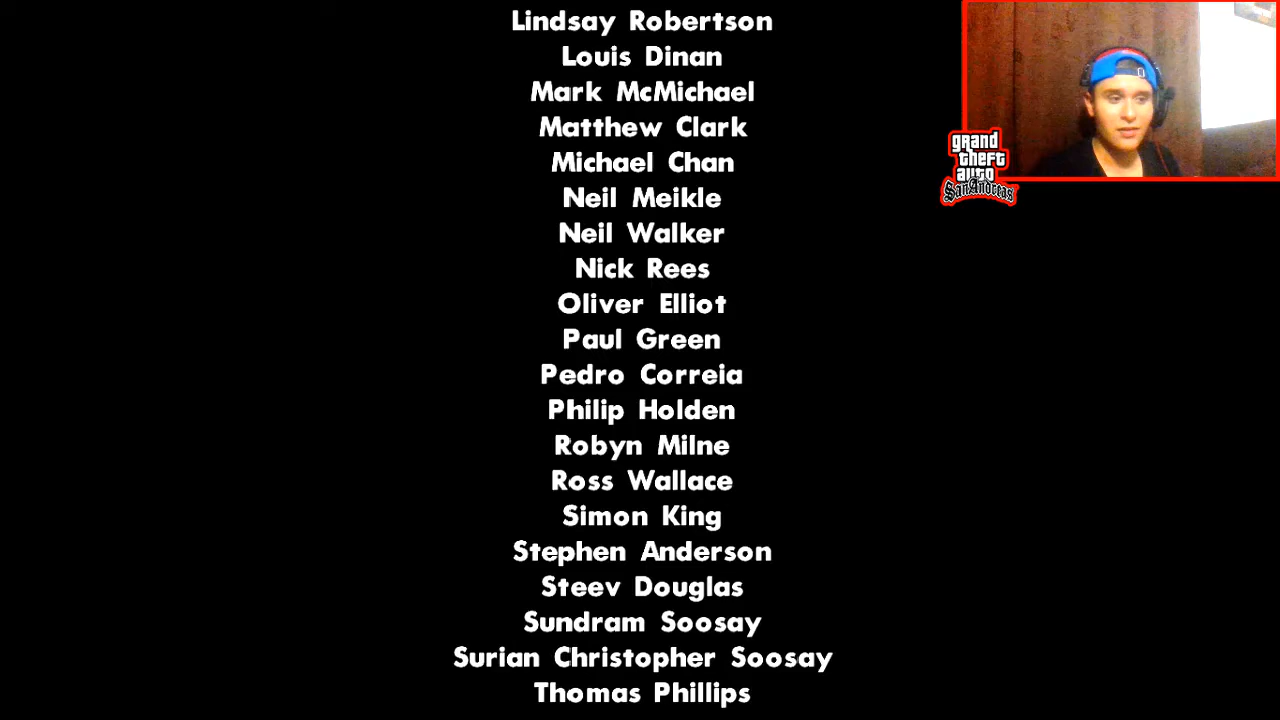 Lindsay Robertson
Louis Dinan
Mark McMichael
Matthew Clark
Michael Chan
Neil Meikle
Neil Walker
Nick Rees
Oliver Elliot
Paul Green
Pedro Correia
Philip Holden
Robyn Milne
Ross Wallace
Simon King
Stephen Anderson
Steev Douglas
Sundram Soosay
Surian Christopher Soosay
Thomas Phillips
grand
theft
auto
SanAndreas